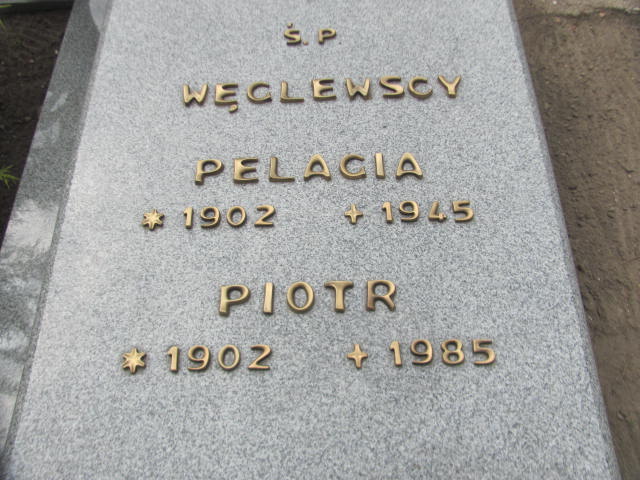 Ś.P
WĘGLEWSCY
PELAGIA
* 1902 + 1945
PIOTR
* 1902 + 1985